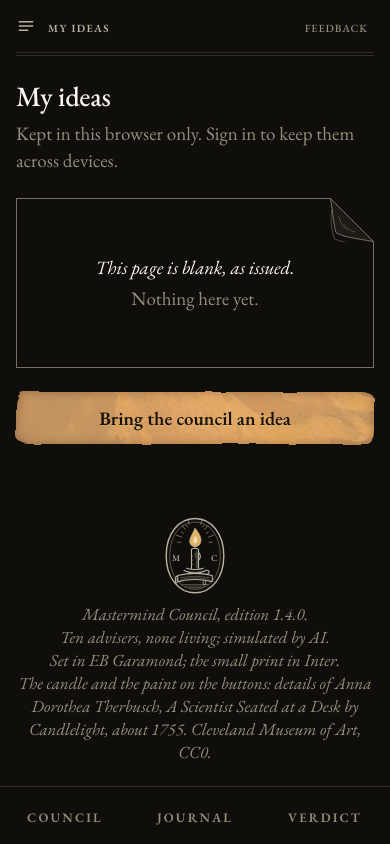 MY IDEAS
FEEDBACK
My ideas
Kept in this browser only. Sign in to keep them
across devices.
This page is blank, as issued.
Nothing here yet.
Bring the council an idea
M C
Mastermind Council, edition 1.4.0.
Ten advisers, none living; simulated by AI.
Set in EB Garamond; the small print in Inter.
The candle and the paint on the buttons: details of Anna
Dorothea Therbusch, A Scientist Seated at a Desk by
Candlelight, about 1755. Cleveland Museum of Art,
CC0.
COUNCIL
JOURNAL
VERDICT